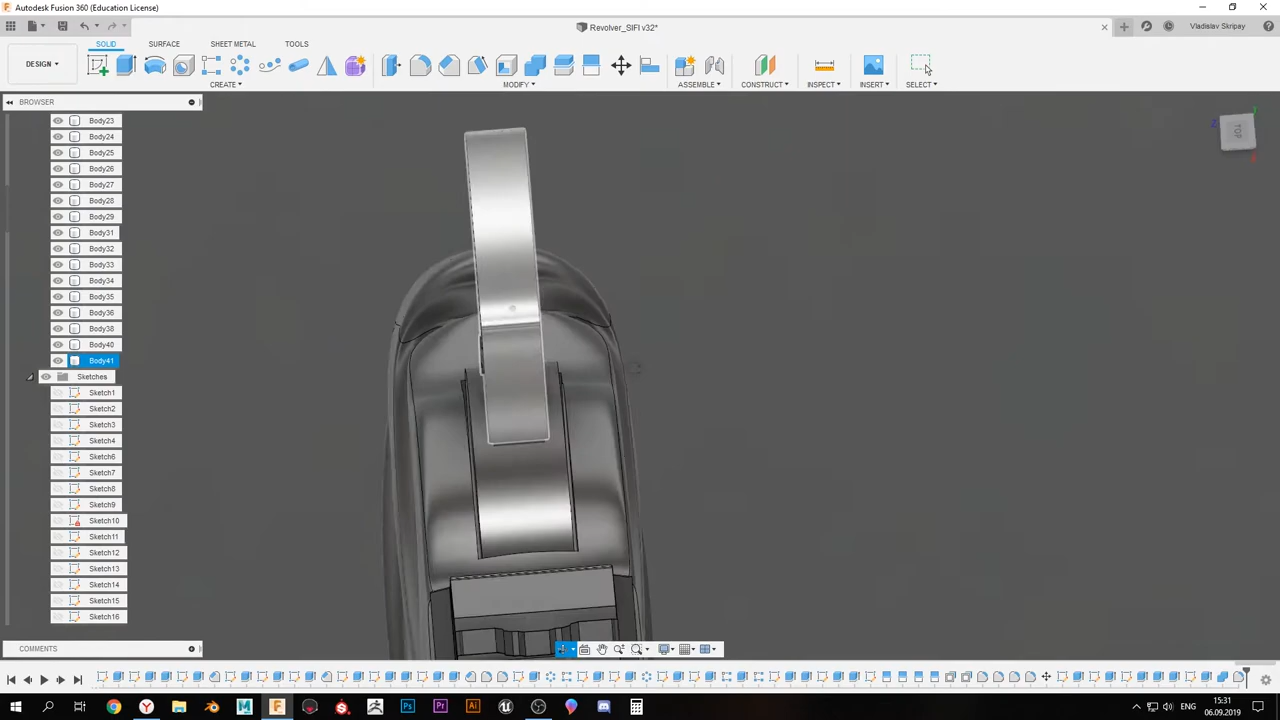 Autodesk Fusion 360 (Education License)
Revolver_SIFI v32*
Vladislav Skripay
DESIGN
SOLID
SURFACE
SHEET METAL
TOOLS
CREATE
MODIFY
ASSEMBLE
CONSTRUCT
INSPECT
INSERT
SELECT
BROWSER
Body23
Body24
Body25
Body26
Body27
Body28
Body29
Body31
Body32
Body33
Body34
Body35
Body36
Body38
Body40
Body41
Sketches
Sketch1
Sketch2
Sketch3
Sketch4
Sketch6
Sketch7
Sketch8
Sketch9
Sketch10
Sketch11
Sketch12
Sketch13
Sketch14
Sketch15
Sketch16
Z
Y
TOP
X
COMMENTS
15:31
06.09.2019